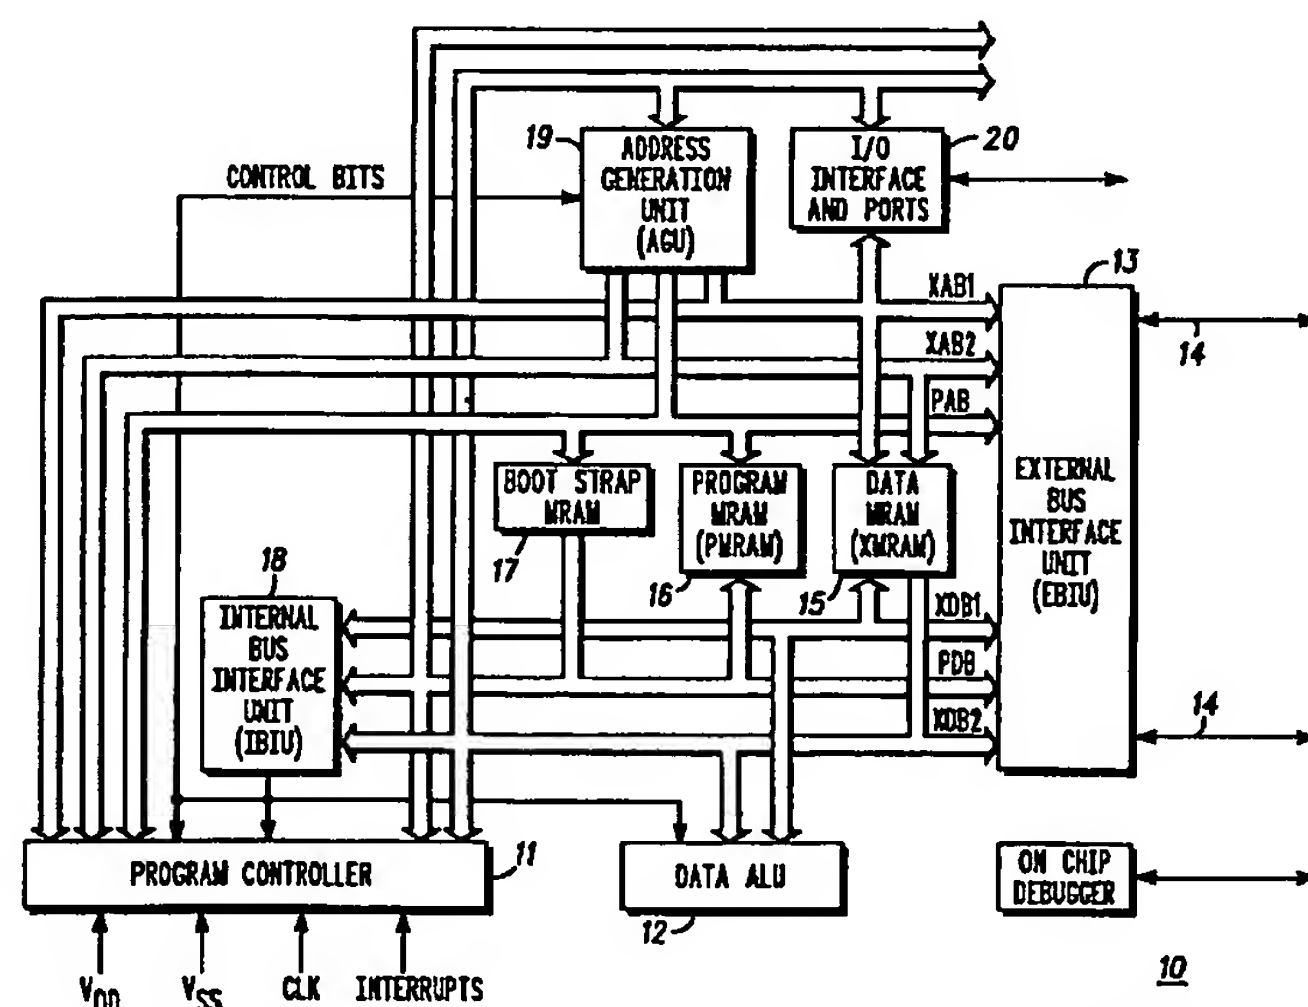 19
ADDRESS
GENERATION
UNIT
(AGU)
I/O
INTERFACE
AND PORTS
20
CONTROL BITS
13
XAB1
14
XAB2
PAB
EXTERNAL
BUS
INTERFACE
UNIT
(EBIU)
BOOT STRAP
MRAM
17
PROGRAM
MRAM
(PMRAM)
16
DATA
MRAM
(XMRAM)
15
18
INTERNAL
BUS
INTERFACE
UNIT
(IBIU)
XDB1
PDB
XDB2
14
PROGRAM CONTROLLER
11
DATA ALU
12
ON CHIP
DEBUGGER
VDD
VSS
CLK
INTERRUPTS
10